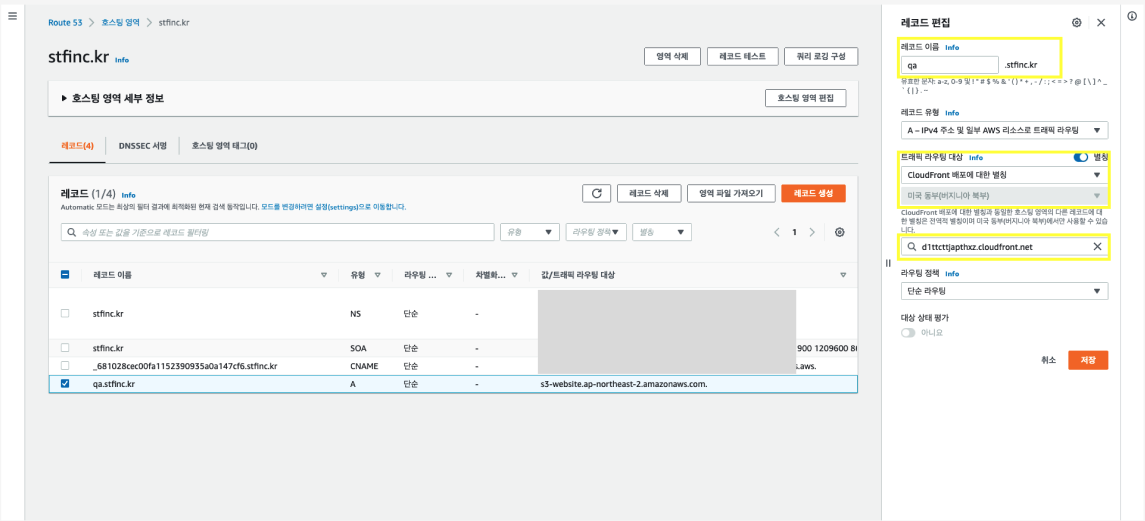 Route 53 > 호스팅 영역 > stfinc.kr
stfinc.kr Info
영역 삭제
레코드 테스트
쿼리 로깅 구성
▶ 호스팅 영역 세부 정보
호스팅 영역 편집
레코드(4)
DNSSEC 서명
호스팅 영역 태그(0)
레코드 (1/4) Info
레코드 삭제
영역 파일 가져오기
레코드 생성
Automatic 모드는 최상의 필터 결과에 최적화된 현재 검색 동작입니다. 모드를 변경하려면 설정(settings)으로 이동합니다.
속성 또는 값을 기준으로 레코드 필터링
유형
라우팅 정책
별칭
1
레코드 이름
유형
라우팅 ...
차별화...
값/트래픽 라우팅 대상
stfinc.kr NS 단순 -
stfinc.kr SOA 단순 - 900 1209600 8
_681028cec00fa1152390935a0a147cf6.stfinc.kr CNAME 단순 - .aws.
qa.stfinc.kr A 단순 - s3-website.ap-northeast-2.amazonaws.com.
레코드 편집
레코드 이름 Info
qa .stfinc.kr
유효한 문자: a-z, 0-9 및 ! " # $ % & ' ( ) * + , - / : ; < = > ? @ [ \ ] ^ _
` { | } . ~
레코드 유형 Info
A – IPv4 주소 및 일부 AWS 리소스로 트래픽 라우팅
트래픽 라우팅 대상 Info
별칭
CloudFront 배포에 대한 별칭
미국 동부(버지니아 북부)
CloudFront 배포에 대한 별칭과 동일한 호스팅 영역의 다른 레코드에 대
한 별칭은 전역적 별칭이며 미국 동부(버지니아 북부)에서만 사용할 수 있습
니다.
d1ttcttjapthxz.cloudfront.net
라우팅 정책 Info
단순 라우팅
대상 상태 평가
아니요
취소
저장